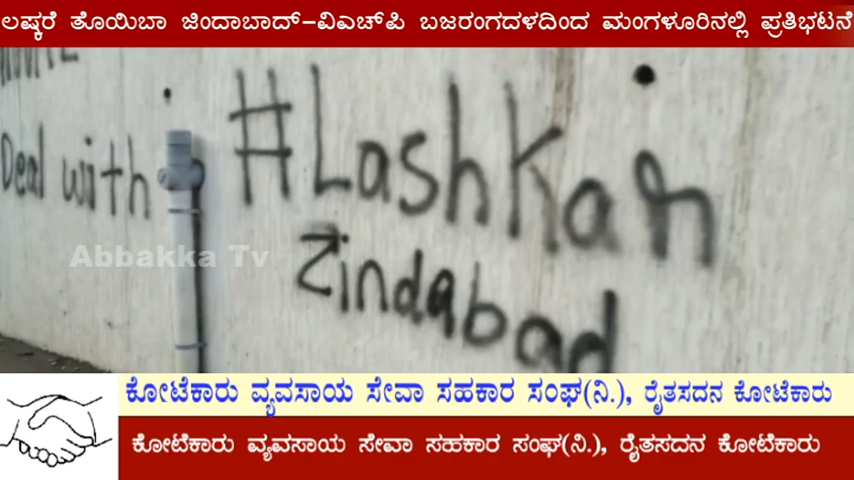 ಲಷ್ಕರೆ ತೊಯಿಬಾ ಜಿಂದಾಬಾದ್-ವಿಎಚ್‌ಪಿ ಬಜರಂಗದಳದಿಂದ ಮಂಗಳೂರಿನಲ್ಲಿ ಪ್ರತಿಭಟನೆ
Deal with #Lashkar
Zindabad
Abbakka Tv
ಕೋಟೆಕಾರು ವ್ಯವಸಾಯ ಸೇವಾ ಸಹಕಾರ ಸಂಘ(ನಿ.), ರೈತಸದನ ಕೋಟೆಕಾರು
ಕೋಟೆಕಾರು ವ್ಯವಸಾಯ ಸೇವಾ ಸಹಕಾರ ಸಂಘ(ನಿ.), ರೈತಸದನ ಕೋಟೆಕಾರು